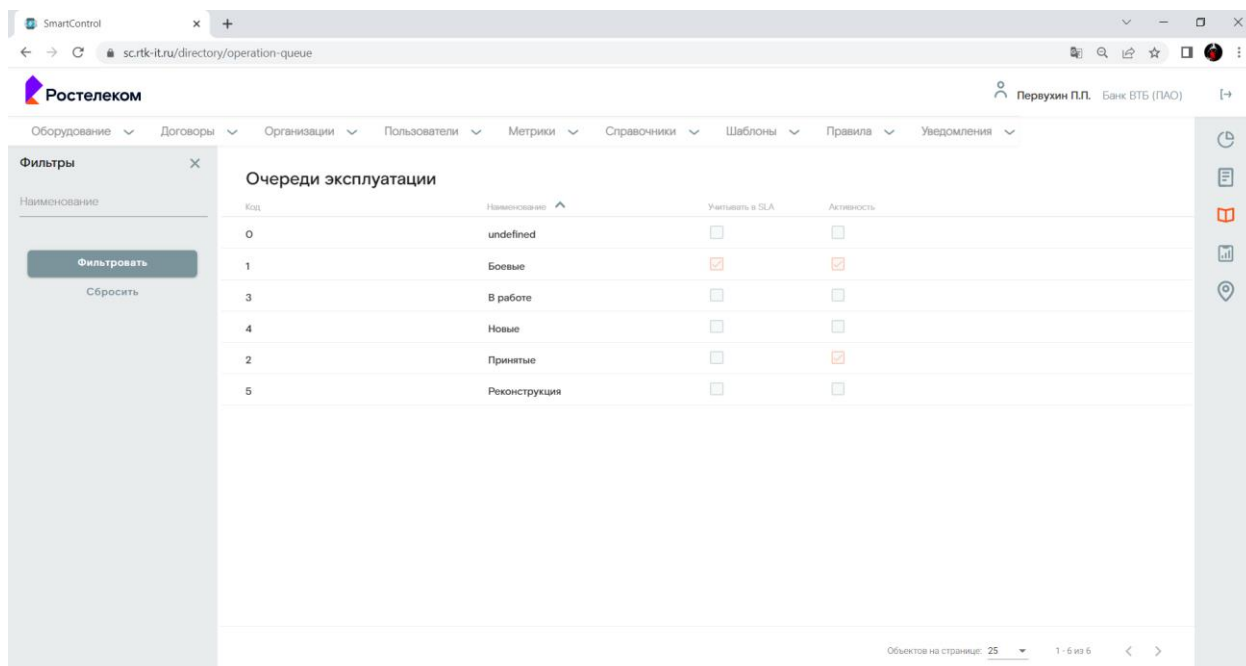 SmartControl
sc.rtk-it.ru/directory/operation-queue
Ростелеком
Первухин П.П. Банк ВТБ (ПАО)
Оборудование Договоры Организации Пользователи Метрики Справочники Шаблоны Правила Уведомления
Фильтры
Наименование
Фильтровать
Сбросить
Очереди эксплуатации
Код Наименование Учитывать в SLA Активность
0 undefined
1 Боевые
3 В работе
4 Новые
2 Принятые
5 Реконструкция
Объектов на странице: 25 1 - 6 из 6